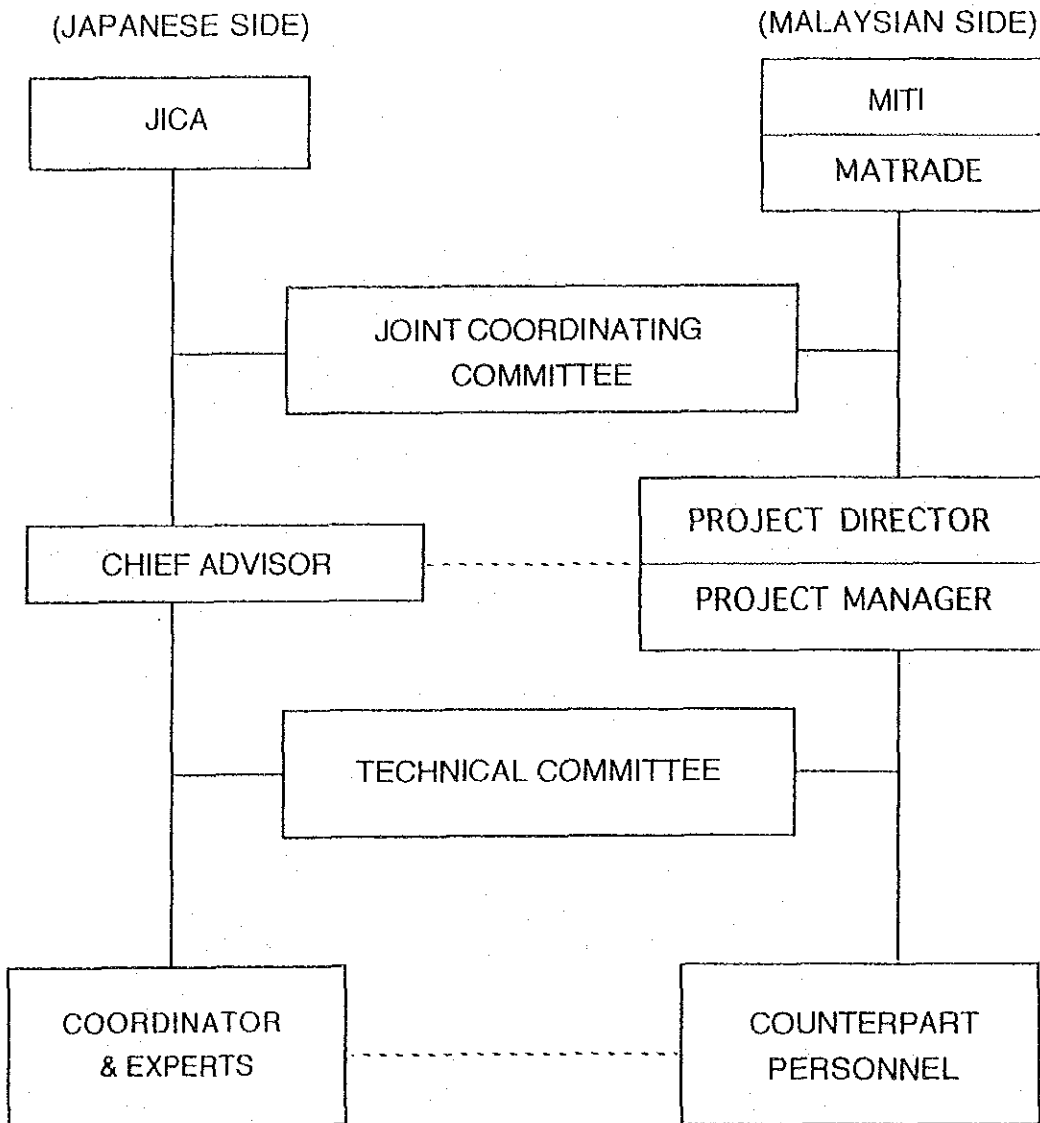 (JAPANESE SIDE)
(MALAYSIAN SIDE)
JICA
MITI
MATRADE
JOINT COORDINATING
COMMITTEE
CHIEF ADVISOR
PROJECT DIRECTOR
PROJECT MANAGER
TECHNICAL COMMITTEE
COORDINATOR
& EXPERTS
COUNTERPART
PERSONNEL